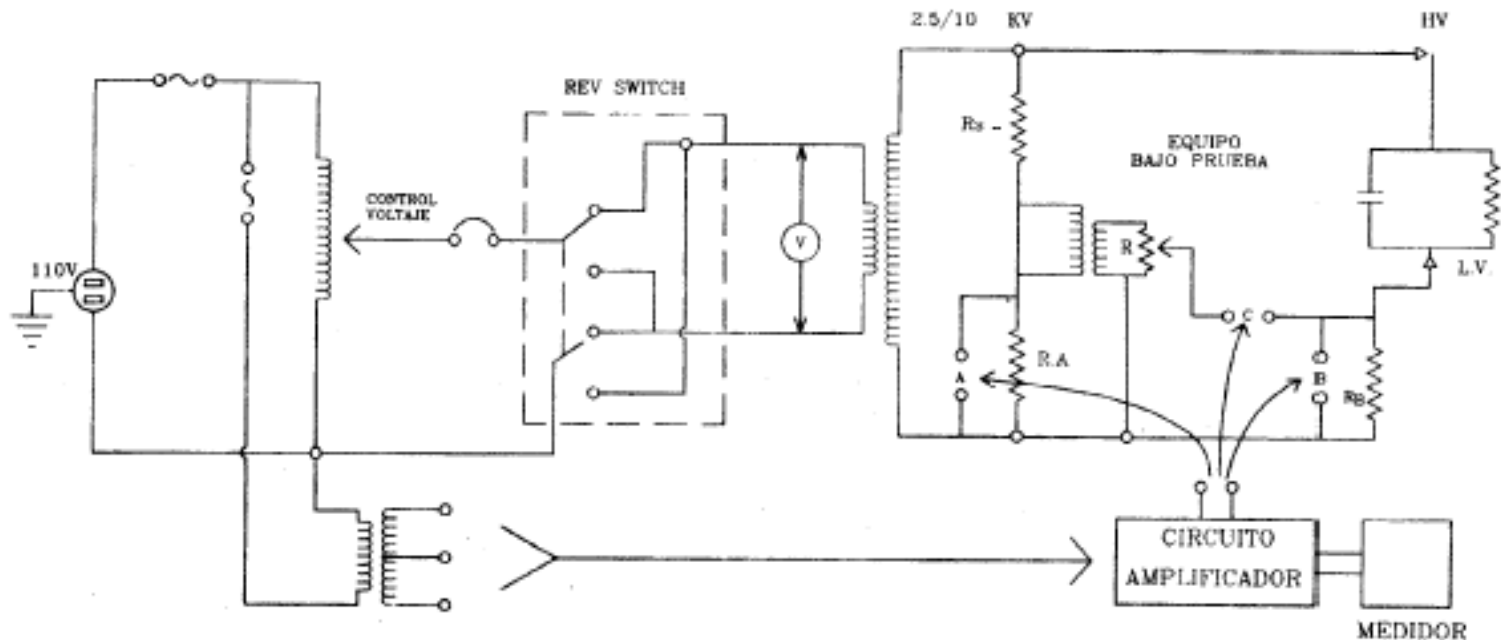 2.5/10 KV
HV
REV SWITCH
Rs
EQUIPO
BAJO PRUEBA
CONTROL
VOLTAJE
110V
V
R
L.V.
C
A
R.A
B
RB
CIRCUITO
AMPLIFICADOR
MEDIDOR